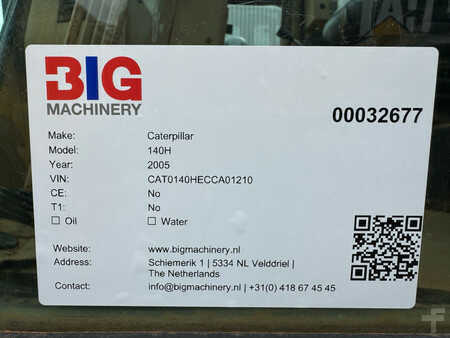 BIG
MACHINERY
00032677
Make: Caterpillar
Model: 140H
Year: 2005
VIN: CAT0140HECCA01210
CE: No
T1: No
☐ Oil ☐ Water
Website: www.bigmachinery.nl
Address: Schiemerik 1 | 5334 NL Velddriel |
The Netherlands
Contact: info@bigmachinery.nl | +31(0) 418 67 45 45